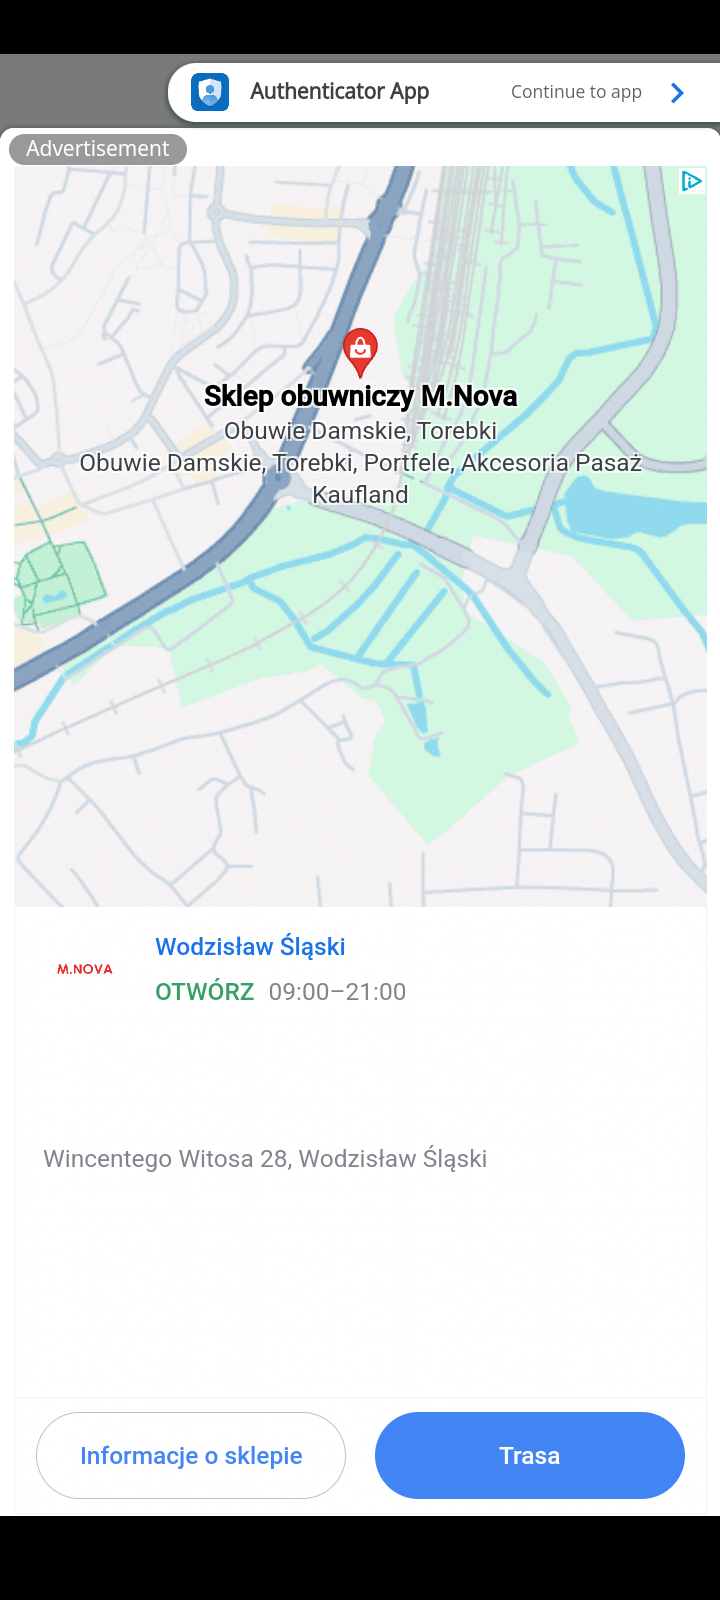 Authenticator App
Continue to app
Advertisement
Sklep obuwniczy M.Nova
Obuwie Damskie, Torebki
Obuwie Damskie, Torebki, Portfele, Akcesoria Pasaż
Kaufland
M.NOVA
Wodzisław Śląski
OTWÓRZ 09:00–21:00
Wincentego Witosa 28, Wodzisław Śląski
Informacje o sklepie
Trasa